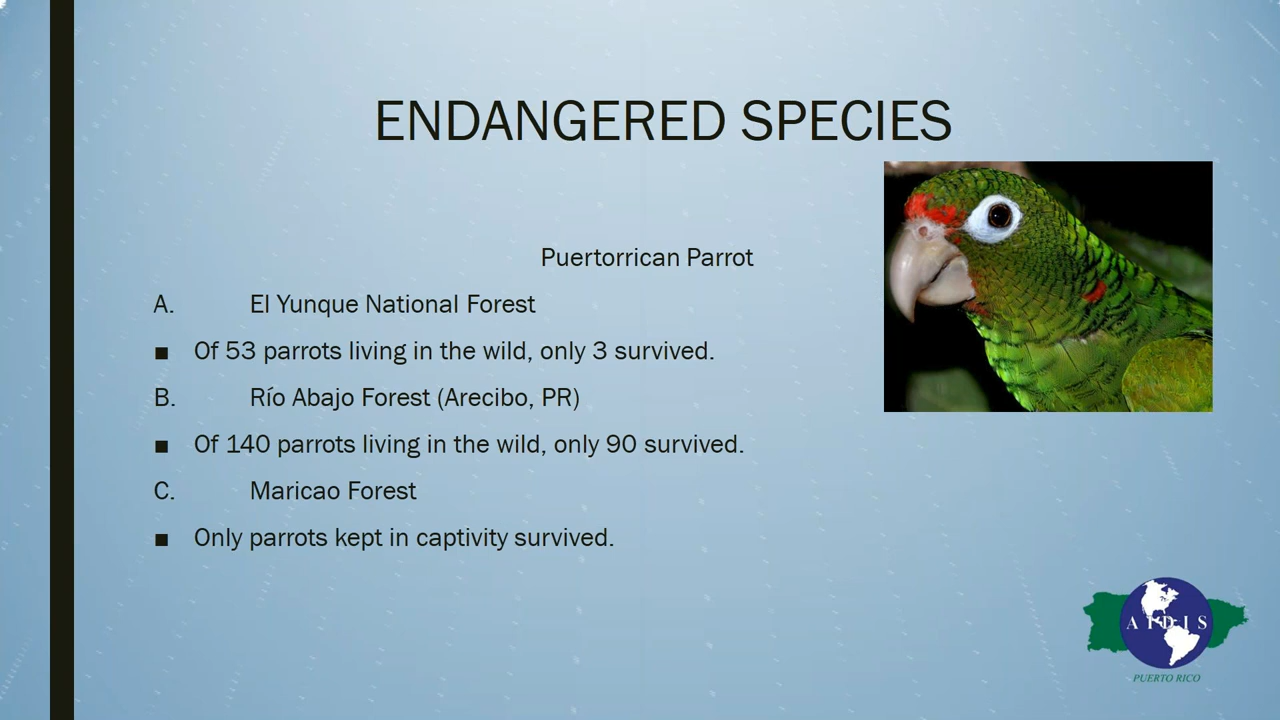 ENDANGERED SPECIES
Puertorrican Parrot
A. El Yunque National Forest
■ Of 53 parrots living in the wild, only 3 survived.
B. Río Abajo Forest (Arecibo, PR)
■ Of 140 parrots living in the wild, only 90 survived.
C. Maricao Forest
■ Only parrots kept in captivity survived.
AIDIS
PUERTO RICO